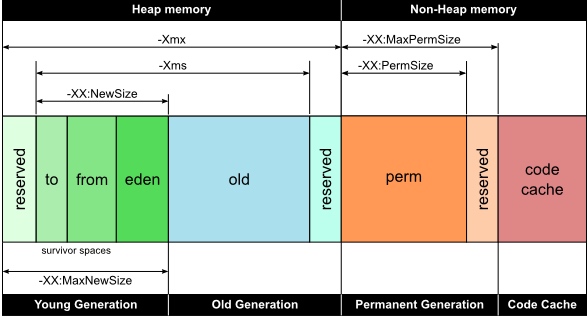 Heap memory
Non-Heap memory
-Xmx
-XX:MaxPermSize
-Xms
-XX:PermSize
-XX:NewSize
reserved
to
from
eden
old
reserved
perm
reserved
code
cache
survivor spaces
-XX:MaxNewSize
Young Generation
Old Generation
Permanent Generation
Code Cache